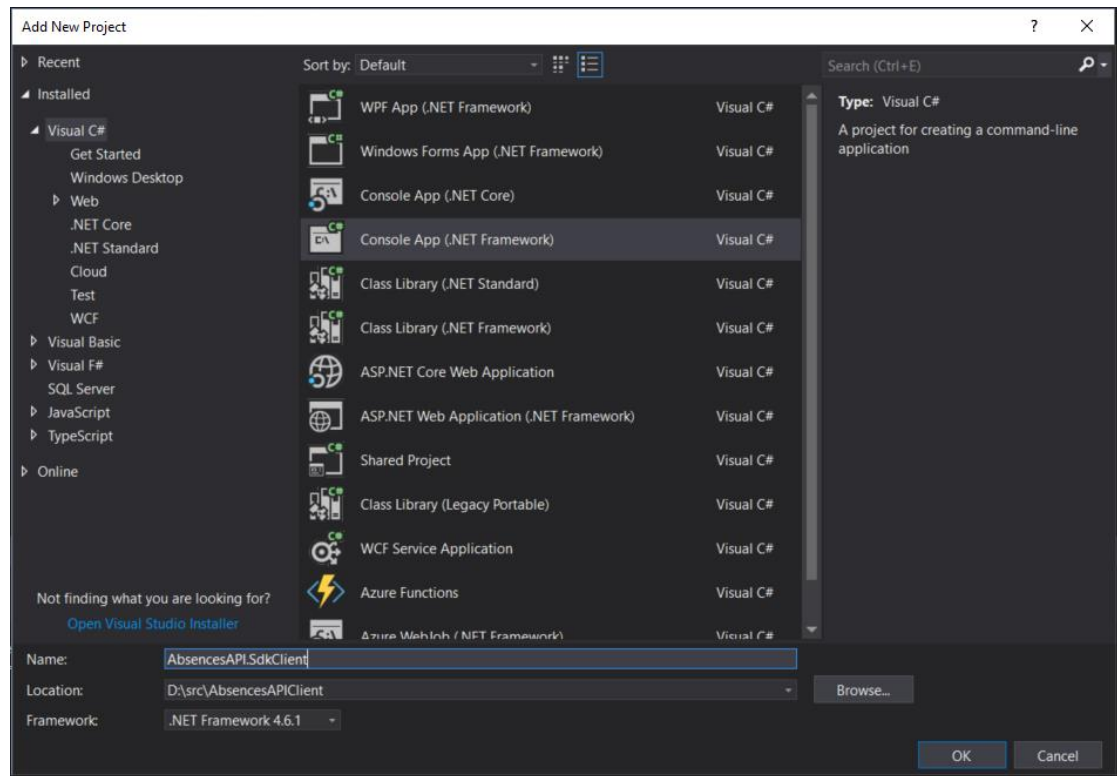 Add New Project
? ×
Recent
Installed
Visual C#
Get Started
Windows Desktop
Web
.NET Core
.NET Standard
Cloud
Test
WCF
Visual Basic
Visual F#
SQL Server
JavaScript
TypeScript
Online
Not finding what you are looking for?
Open Visual Studio Installer
Sort by: Default
WPF App (.NET Framework) Visual C#
Windows Forms App (.NET Framework) Visual C#
Console App (.NET Core) Visual C#
Console App (.NET Framework) Visual C#
Class Library (.NET Standard) Visual C#
Class Library (.NET Framework) Visual C#
ASP.NET Core Web Application Visual C#
ASP.NET Web Application (.NET Framework) Visual C#
Shared Project Visual C#
Class Library (Legacy Portable) Visual C#
WCF Service Application Visual C#
Azure Functions Visual C#
Azure WebJob (.NET Framework) Visual C#
Search (Ctrl+E)
Type: Visual C#
A project for creating a command-line
application
Name: AbsencesAPI.SdkClient
Location: D:\src\AbsencesAPIClient Browse...
Framework: .NET Framework 4.6.1
OK Cancel